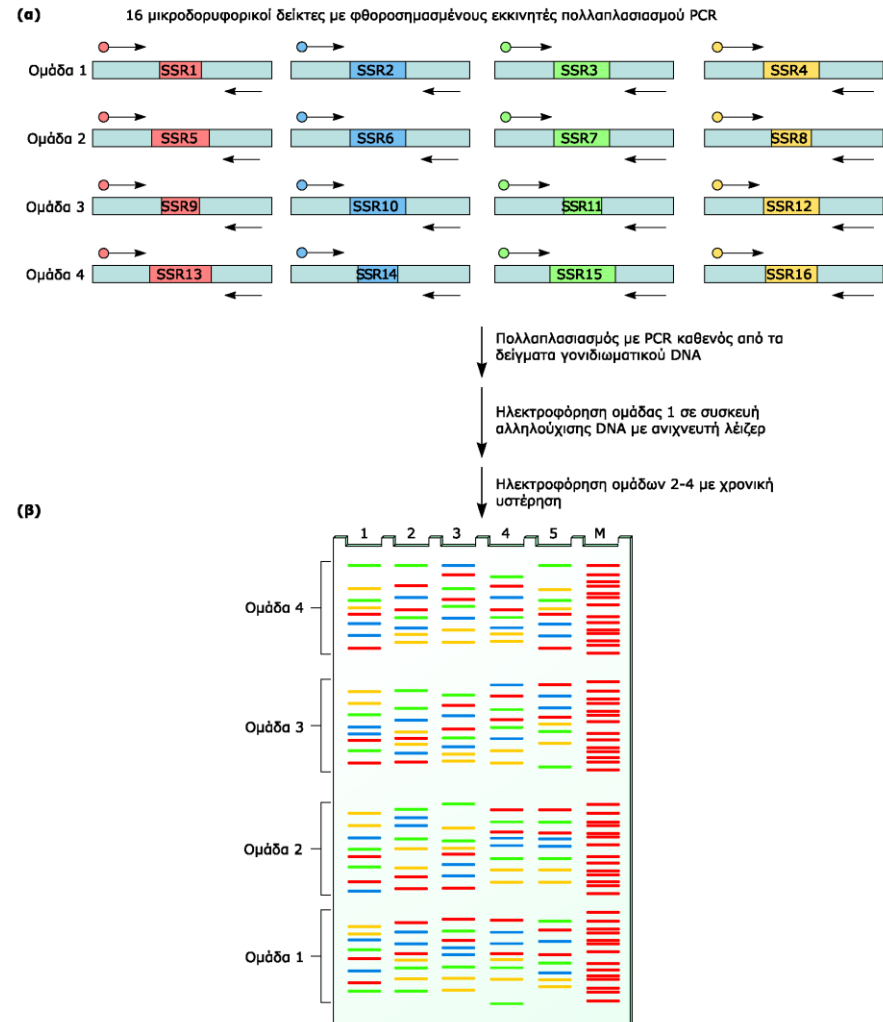 (α) 16 μικροδορυφορικοί δείκτες με φθοροσημασμένους εκκινητές πολλαπλασιασμού PCR
Ομάδα 1 SSR1 SSR2 SSR3 SSR4
Ομάδα 2 SSR5 SSR6 SSR7 SSR8
Ομάδα 3 SSR9 SSR10 SSR11 SSR12
Ομάδα 4 SSR13 SSR14 SSR15 SSR16
Πολλαπλασιασμός με PCR καθενός από τα
δείγματα γονιδιωματικού DNA
Ηλεκτροφόρηση ομάδας 1 σε συσκευή
αλληλούχισης DNA με ανιχνευτή λέιζερ
Ηλεκτροφόρηση ομάδων 2-4 με χρονική
υστέρηση
(β)
1 2 3 4 5 M
Ομάδα 4
Ομάδα 3
Ομάδα 2
Ομάδα 1